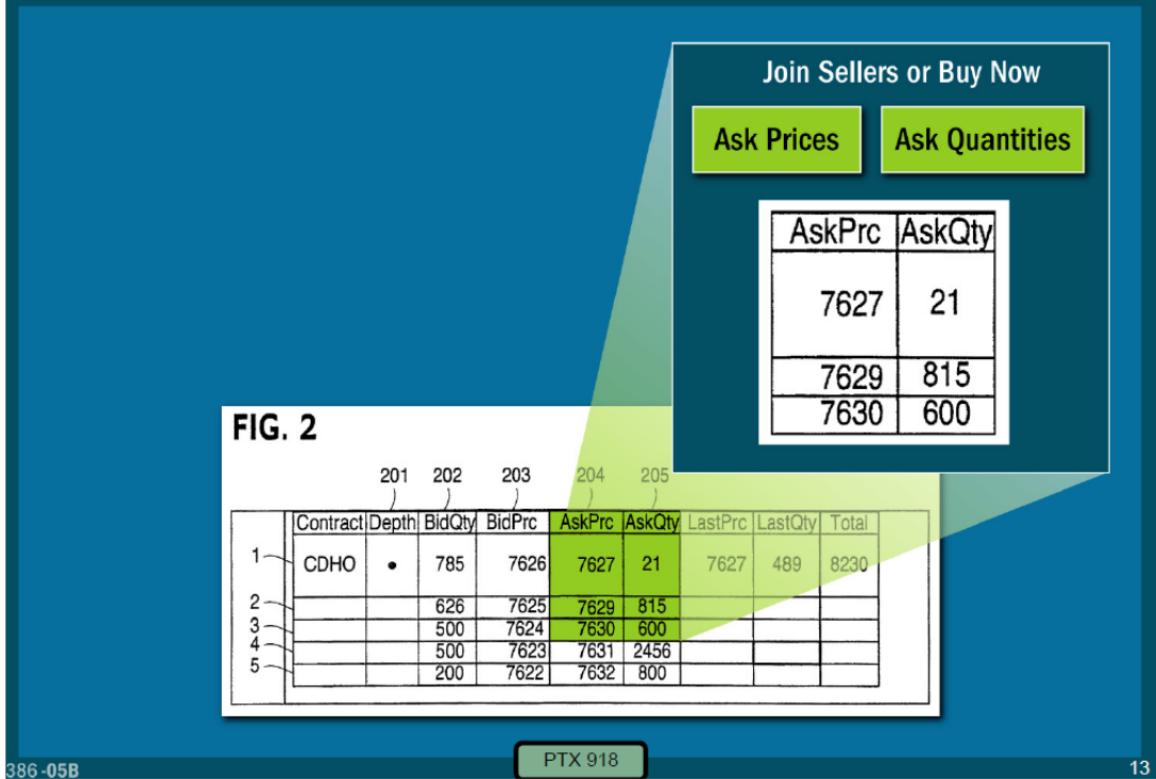 Join Sellers or Buy Now
Ask Prices Ask Quantities
AskPrc AskQty
7627 21
7629 815
7630 600
FIG. 2
201 202 203 204 205
Contract Depth BidQty BidPrc AskPrc AskQty LastPrc LastQty Total
1 CDHO • 785 7626 7627 21 7627 489 8230
2 626 7625 7629 815
3 500 7624 7630 600
4 500 7623 7631 2456
5 200 7622 7632 800
PTX 918
386-05B 13